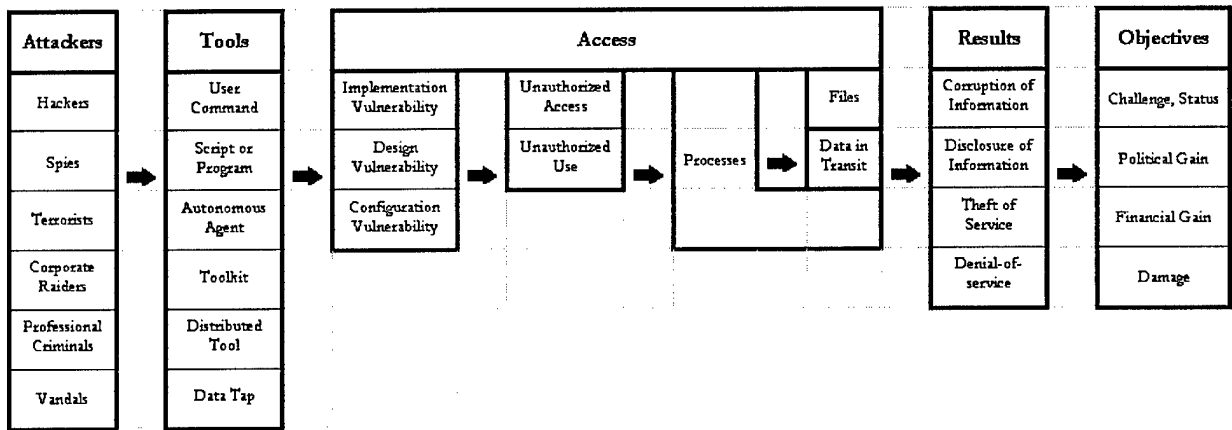 Attackers
Hackers
Spies
Terrorists
Corporate
Raiders
Professional
Criminals
Vandals
Tools
User
Command
Script or
Program
Autonomous
Agent
Toolkit
Distributed
Tool
Data Tap
Access
Implementation
Vulnerability
Design
Vulnerability
Configuration
Vulnerability
Unauthorized
Access
Unauthorized
Use
Processes
Files
Data in
Transit
Results
Corruption of
Information
Disclosure of
Information
Theft of
Service
Denial-of-
service
Objectives
Challenge, Status
Political Gain
Financial Gain
Damage